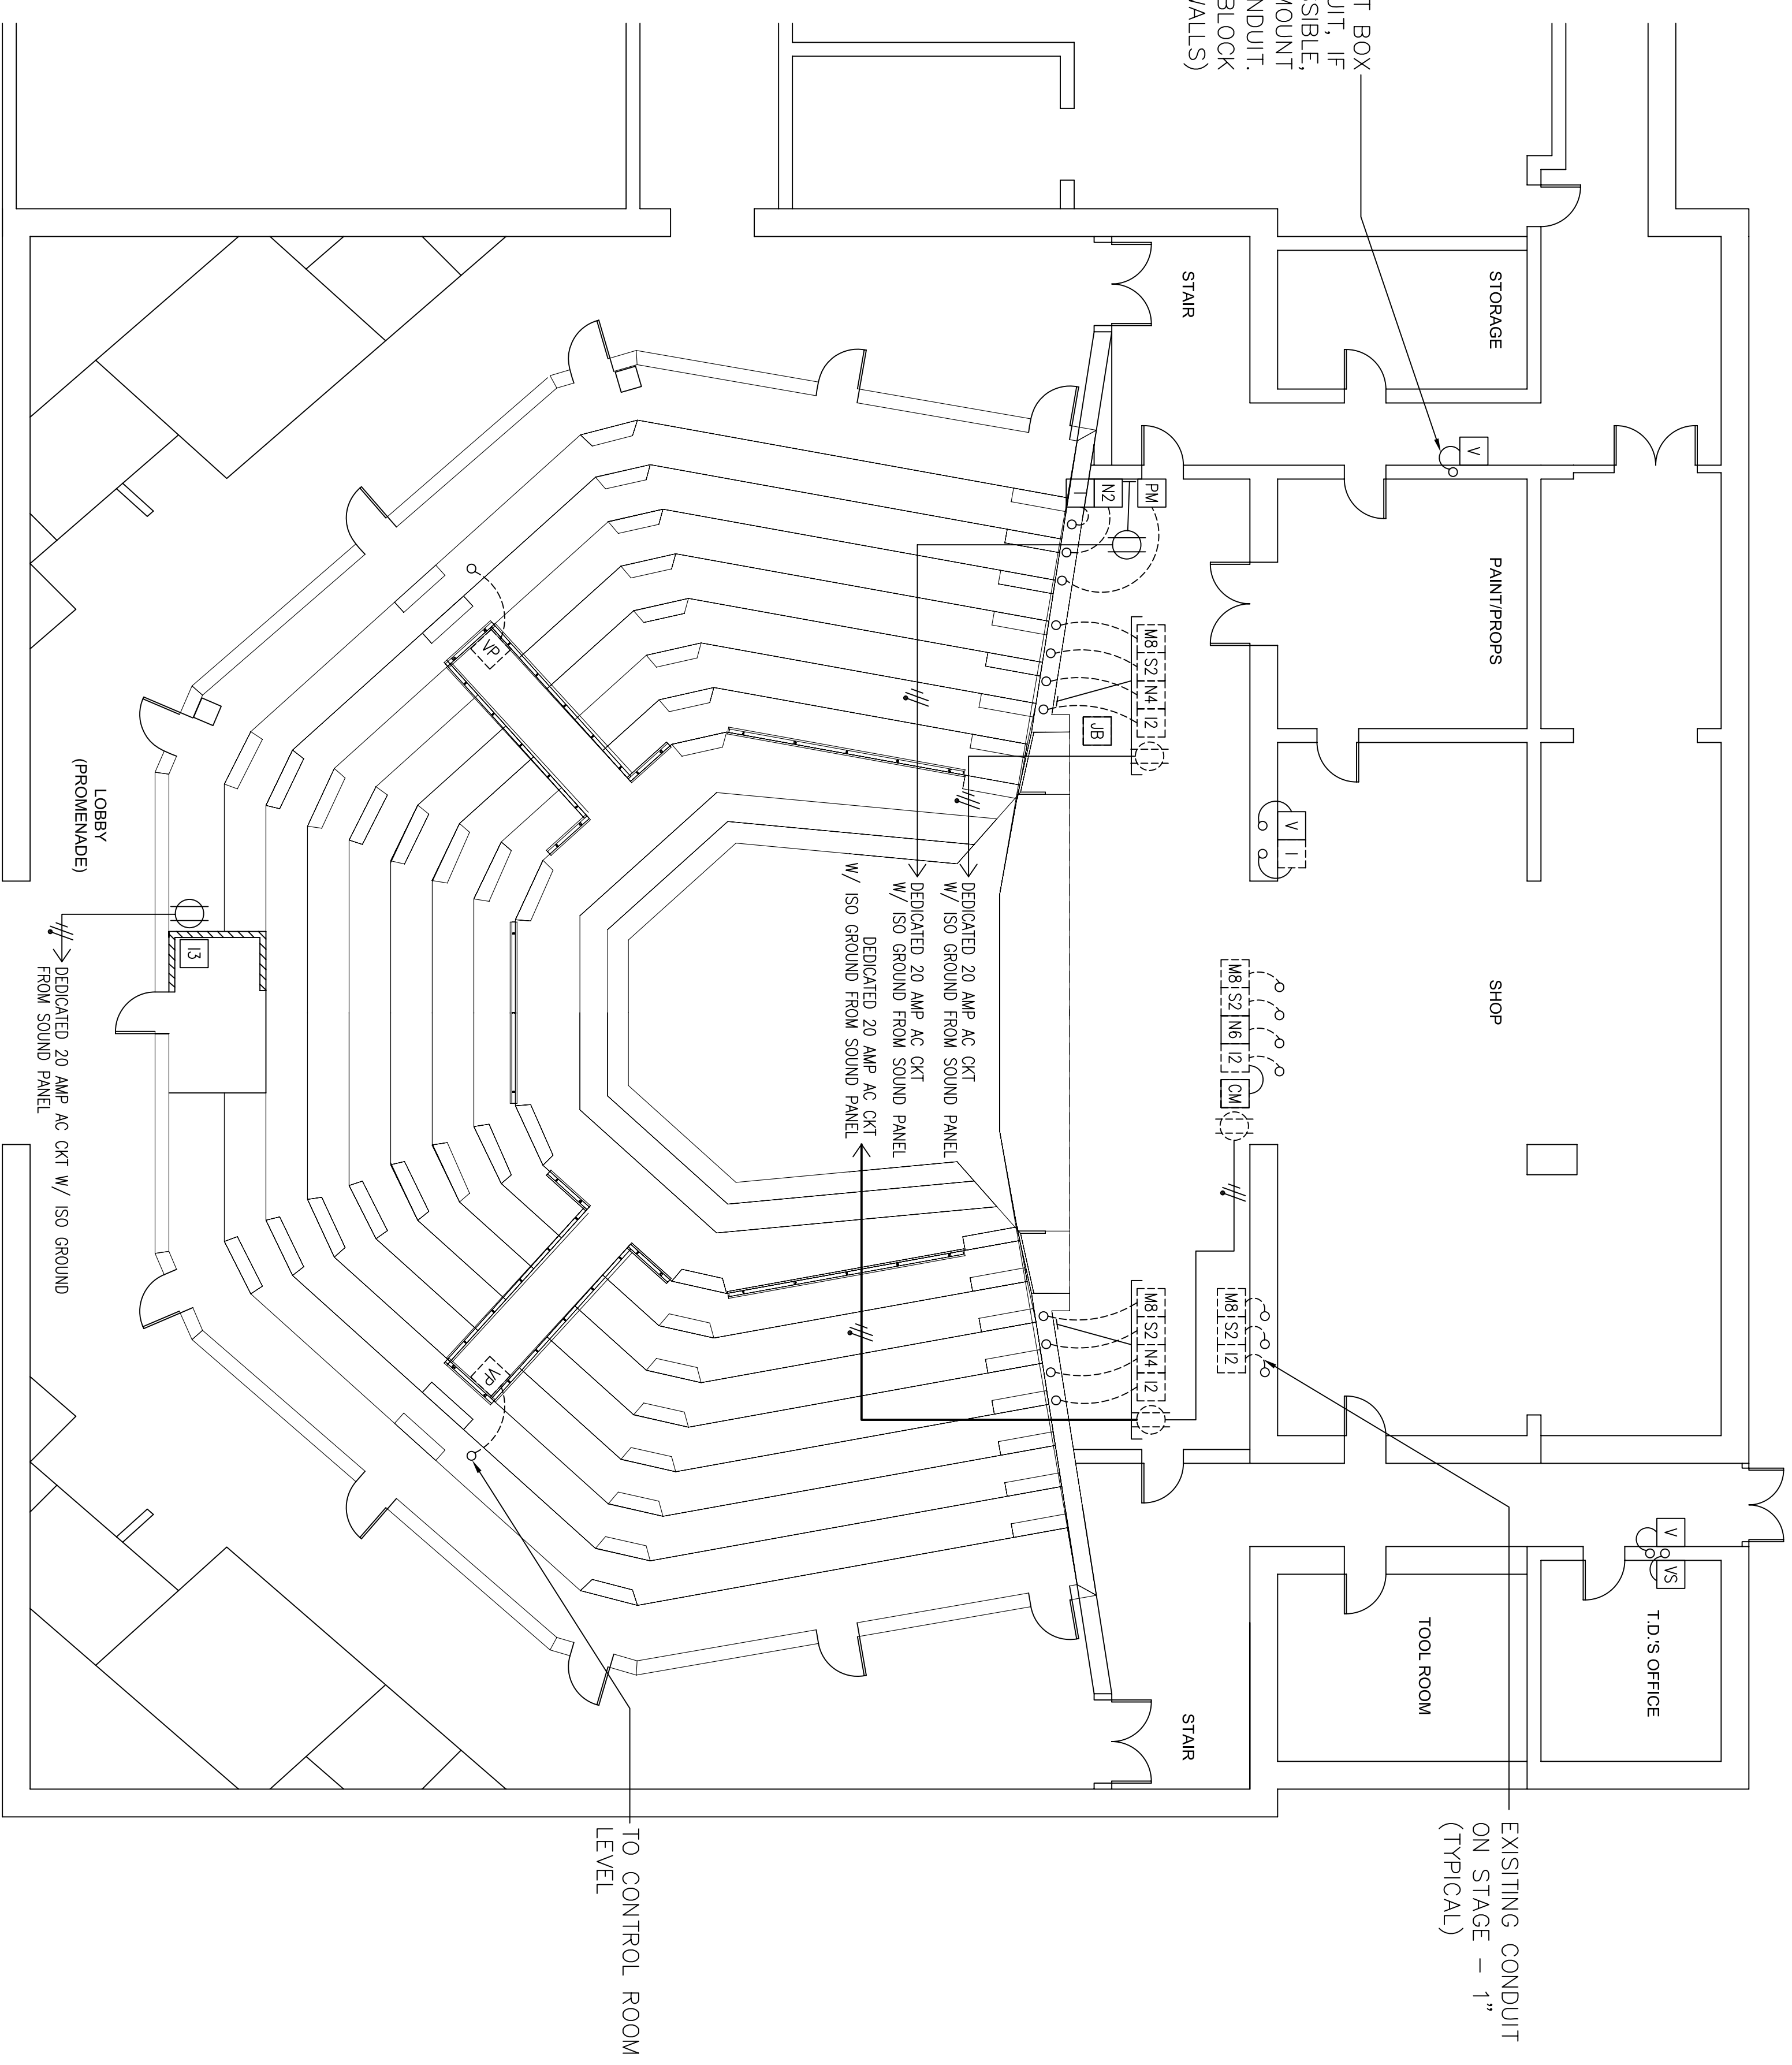 T BOX
UIT, IF
SSIBLE,
MOUNT
NDUIT.
BLOCK
WALLS)
STORAGE
STAIR
PAINT/PROPS
SHOP
TOOL ROOM
T.D.'S OFFICE
STAIR
V
V
VS
V
I
PM
N2
I
M8 S2 N4 I2
JB
M8 S2 N6 I2 CM
M8 S2 I2
M8 S2 N4 I2
VP
VP
I3
DEDICATED 20 AMP AC CKT
W/ ISO GROUND FROM SOUND PANEL
DEDICATED 20 AMP AC CKT
W/ ISO GROUND FROM SOUND PANEL
DEDICATED 20 AMP AC CKT
W/ ISO GROUND FROM SOUND PANEL
DEDICATED 20 AMP AC CKT W/ ISO GROUND
FROM SOUND PANEL
LOBBY
(PROMENADE)
EXISITING CONDUIT
ON STAGE – 1"
(TYPICAL)
TO CONTROL ROOM
LEVEL